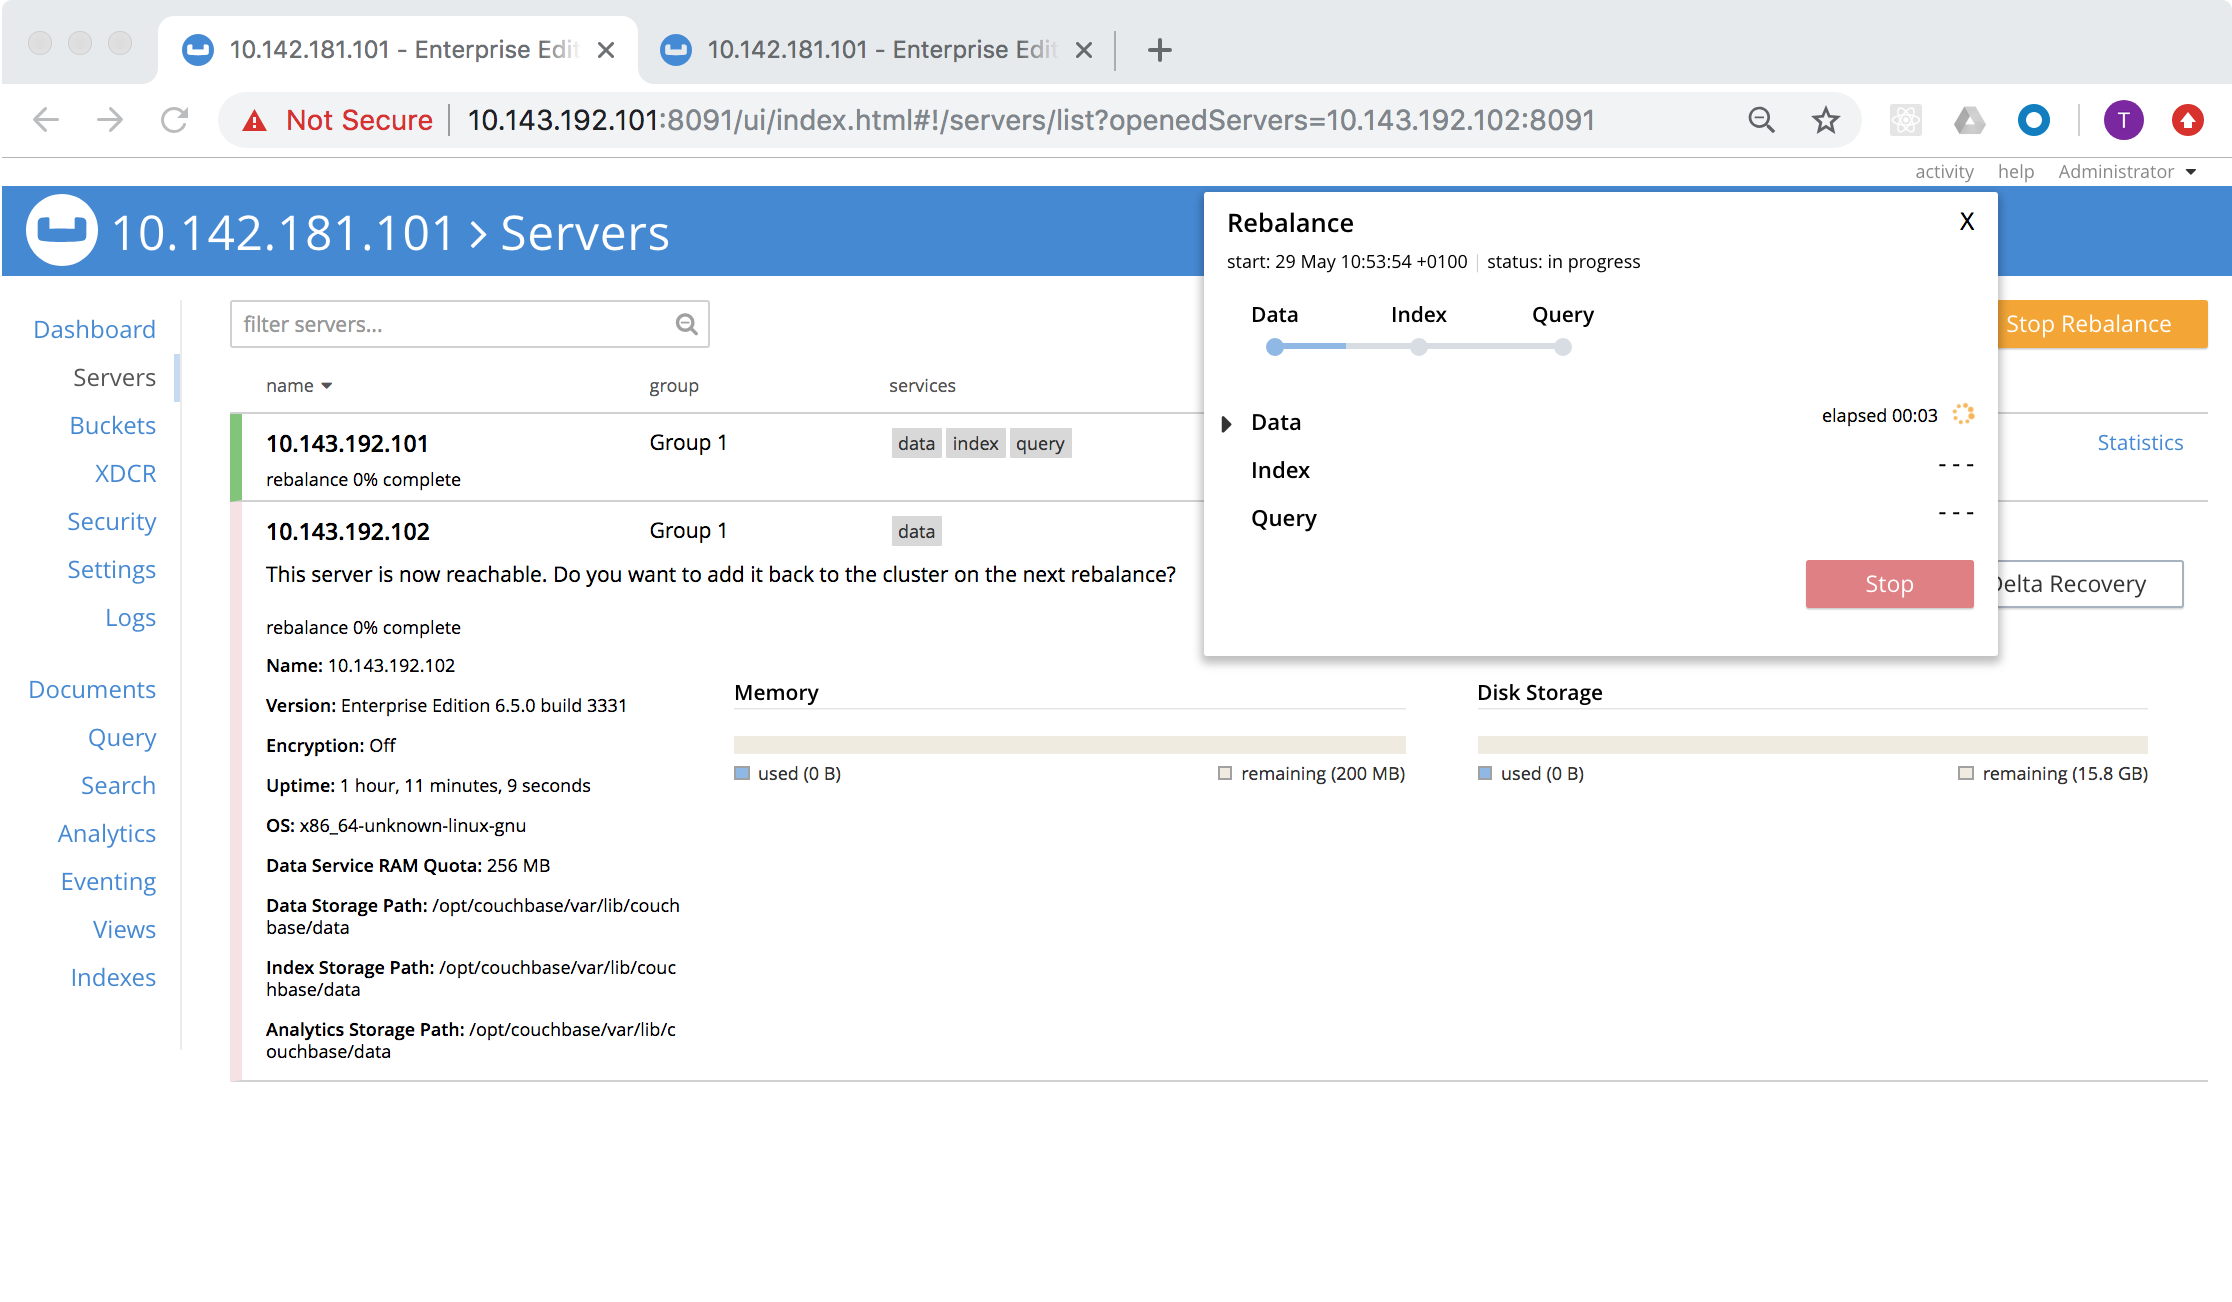 10.142.181.101 - Enterprise Edit
10.142.181.101 - Enterprise Edit
Not Secure
10.143.192.101:8091/ui/index.html#!/servers/list?openedServers=10.143.192.102:8091
T
activity help Administrator
10.142.181.101 > Servers
Dashboard
Servers
Buckets
XDCR
Security
Settings
Logs
Documents
Query
Search
Analytics
Eventing
Views
Indexes
filter servers...
Stop Rebalance
name group services
10.143.192.101 Group 1 data index query
Statistics
rebalance 0% complete
10.143.192.102 Group 1 data
This server is now reachable. Do you want to add it back to the cluster on the next rebalance?
Delta Recovery
rebalance 0% complete
Name: 10.143.192.102
Version: Enterprise Edition 6.5.0 build 3331
Encryption: Off
Uptime: 1 hour, 11 minutes, 9 seconds
OS: x86_64-unknown-linux-gnu
Data Service RAM Quota: 256 MB
Data Storage Path: /opt/couchbase/var/lib/couch
base/data
Index Storage Path: /opt/couchbase/var/lib/couc
hbase/data
Analytics Storage Path: /opt/couchbase/var/lib/c
ouchbase/data
Memory
used (0 B) remaining (200 MB)
Disk Storage
used (0 B) remaining (15.8 GB)
Rebalance X
start: 29 May 10:53:54 +0100 | status: in progress
Data Index Query
Data elapsed 00:03
Index ---
Query ---
Stop